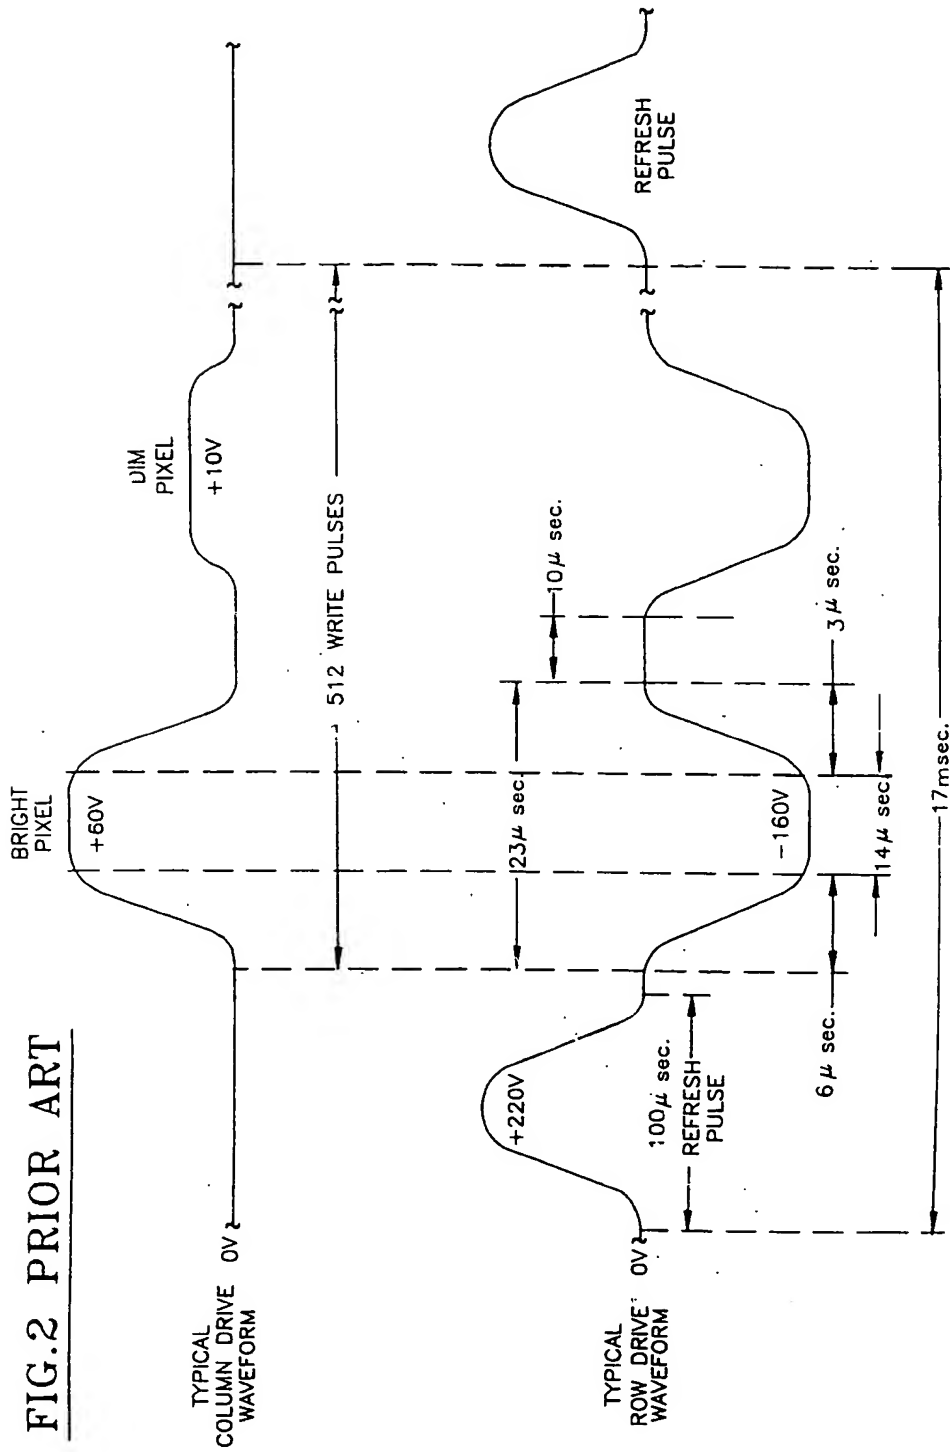 FIG.2 PRIOR ART
TYPICAL
COLUMN DRIVE 0V
WAVEFORM
BRIGHT
PIXEL
+60V
DIM
PIXEL
+10V
512 WRITE PULSES
23μ sec.
10μ sec.
TYPICAL
ROW DRIVE 0V
WAVEFORM
+220V
100μ sec.
REFRESH
PULSE
-160V
REFRESH
PULSE
6μ sec.
14μ sec.
3μ sec.
17msec.